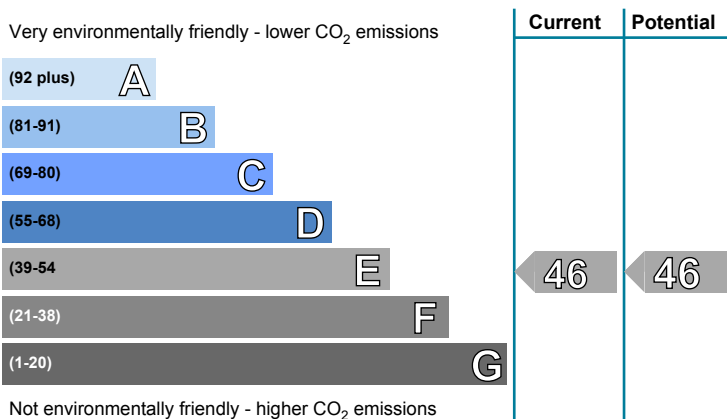 Very environmentally friendly - lower CO2 emissions
Current
Potential
(92 plus) A
(81-91) B
(69-80) C
(55-68) D
(39-54 E
46
46
(21-38) F
(1-20) G
Not environmentally friendly - higher CO2 emissions